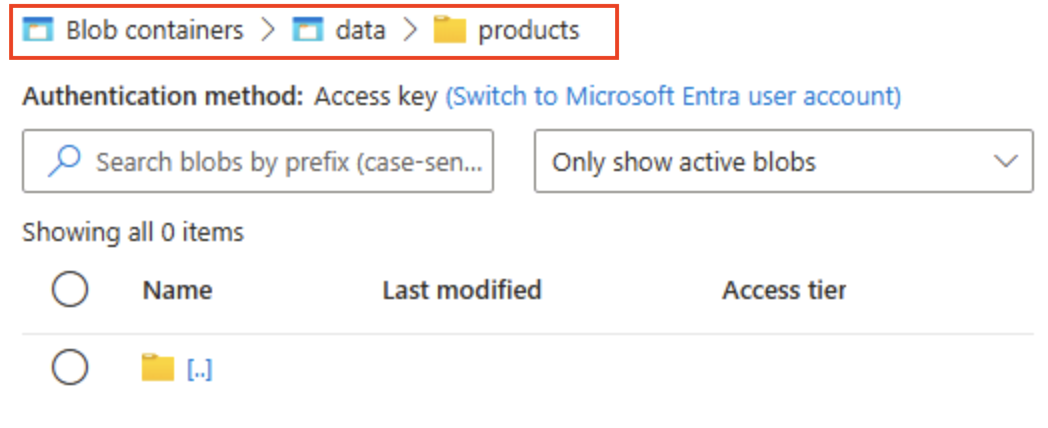 Blob containers > data > products
Authentication method: Access key (Switch to Microsoft Entra user account)
Search blobs by prefix (case-sen...
Only show active blobs
Showing all 0 items
Name Last modified Access tier
[..]